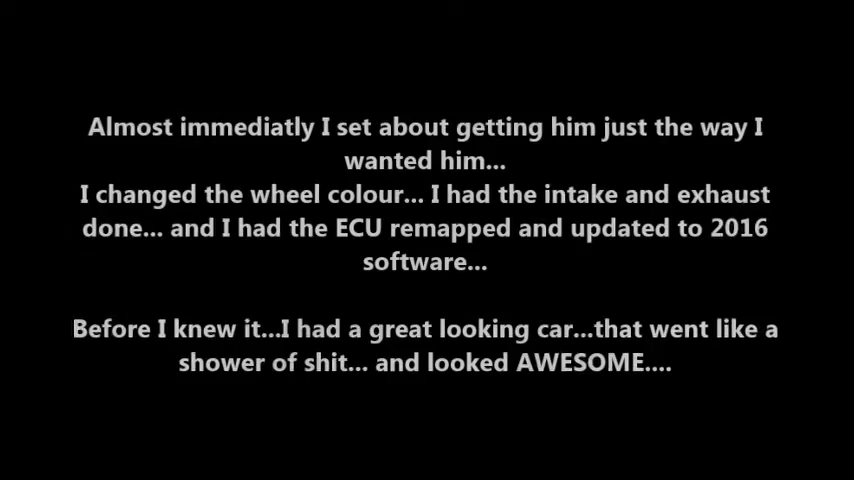 Almost immediatly I set about getting him just the way I
wanted him...
I changed the wheel colour... I had the intake and exhaust
done... and I had the ECU remapped and updated to 2016
software...
Before I knew it...I had a great looking car...that went like a
shower of shit... and looked AWESOME....